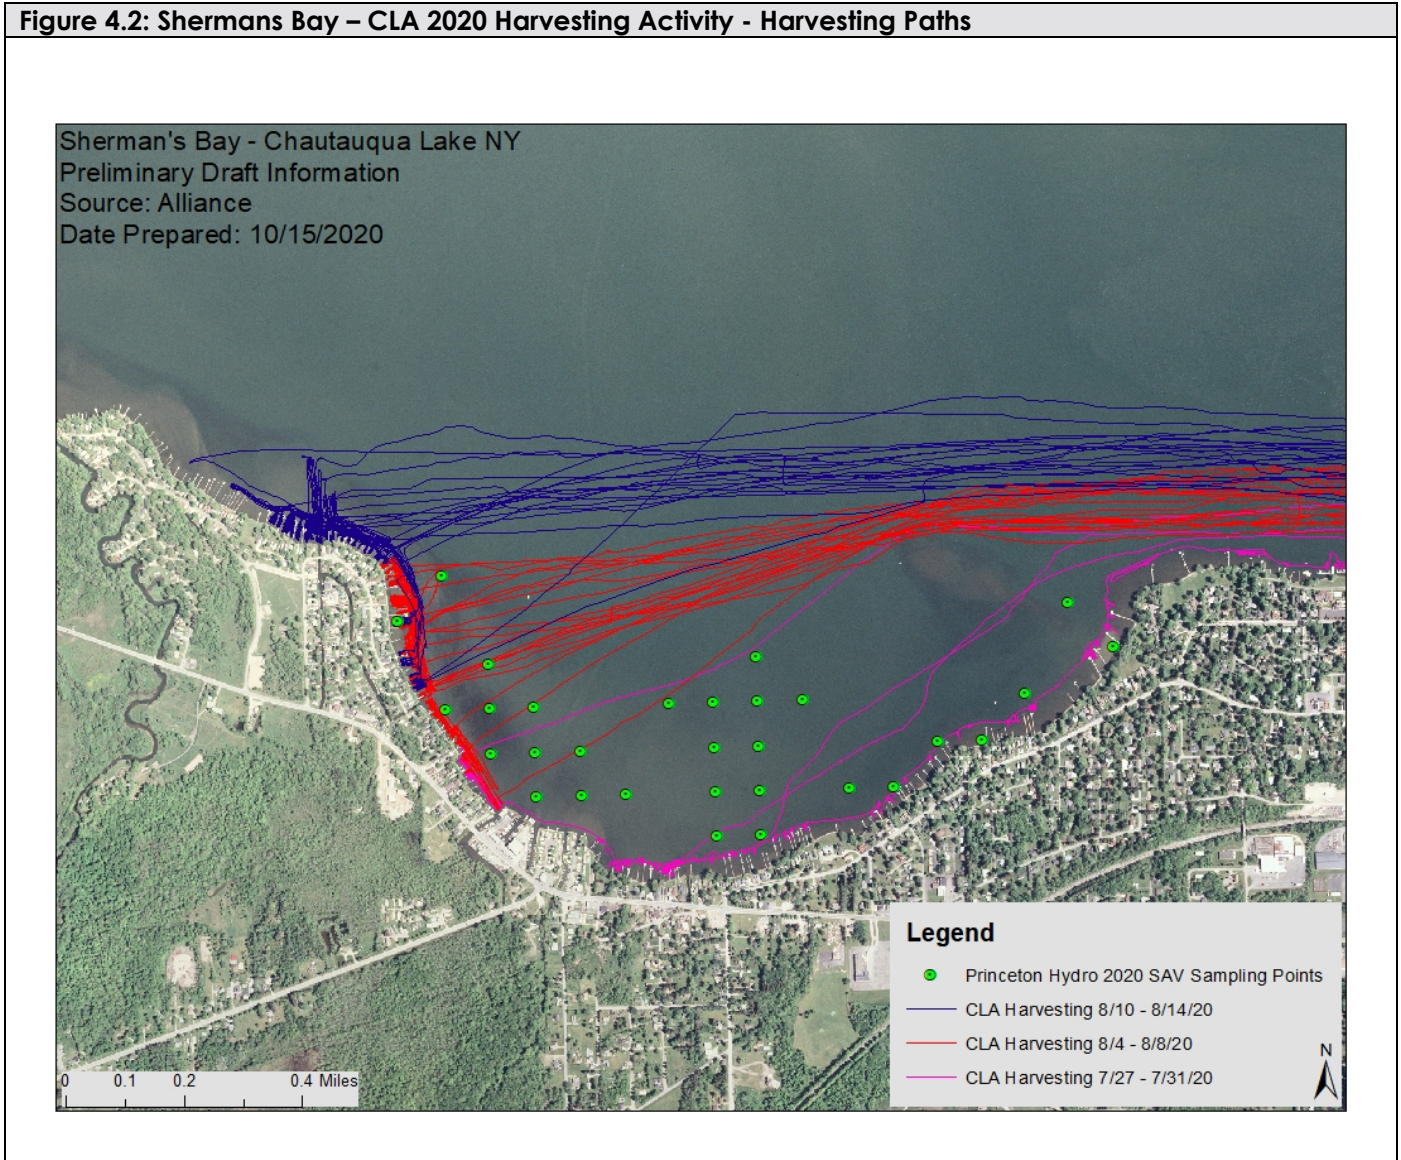 Figure 4.2: Shermans Bay – CLA 2020 Harvesting Activity - Harvesting Paths
Sherman's Bay - Chautauqua Lake NY
Preliminary Draft Information
Source: Alliance
Date Prepared: 10/15/2020
Legend
Princeton Hydro 2020 SAV Sampling Points
CLA Harvesting 8/10 - 8/14/20
CLA Harvesting 8/4 - 8/8/20
CLA Harvesting 7/27 - 7/31/20
N
0 0.1 0.2 0.4 Miles